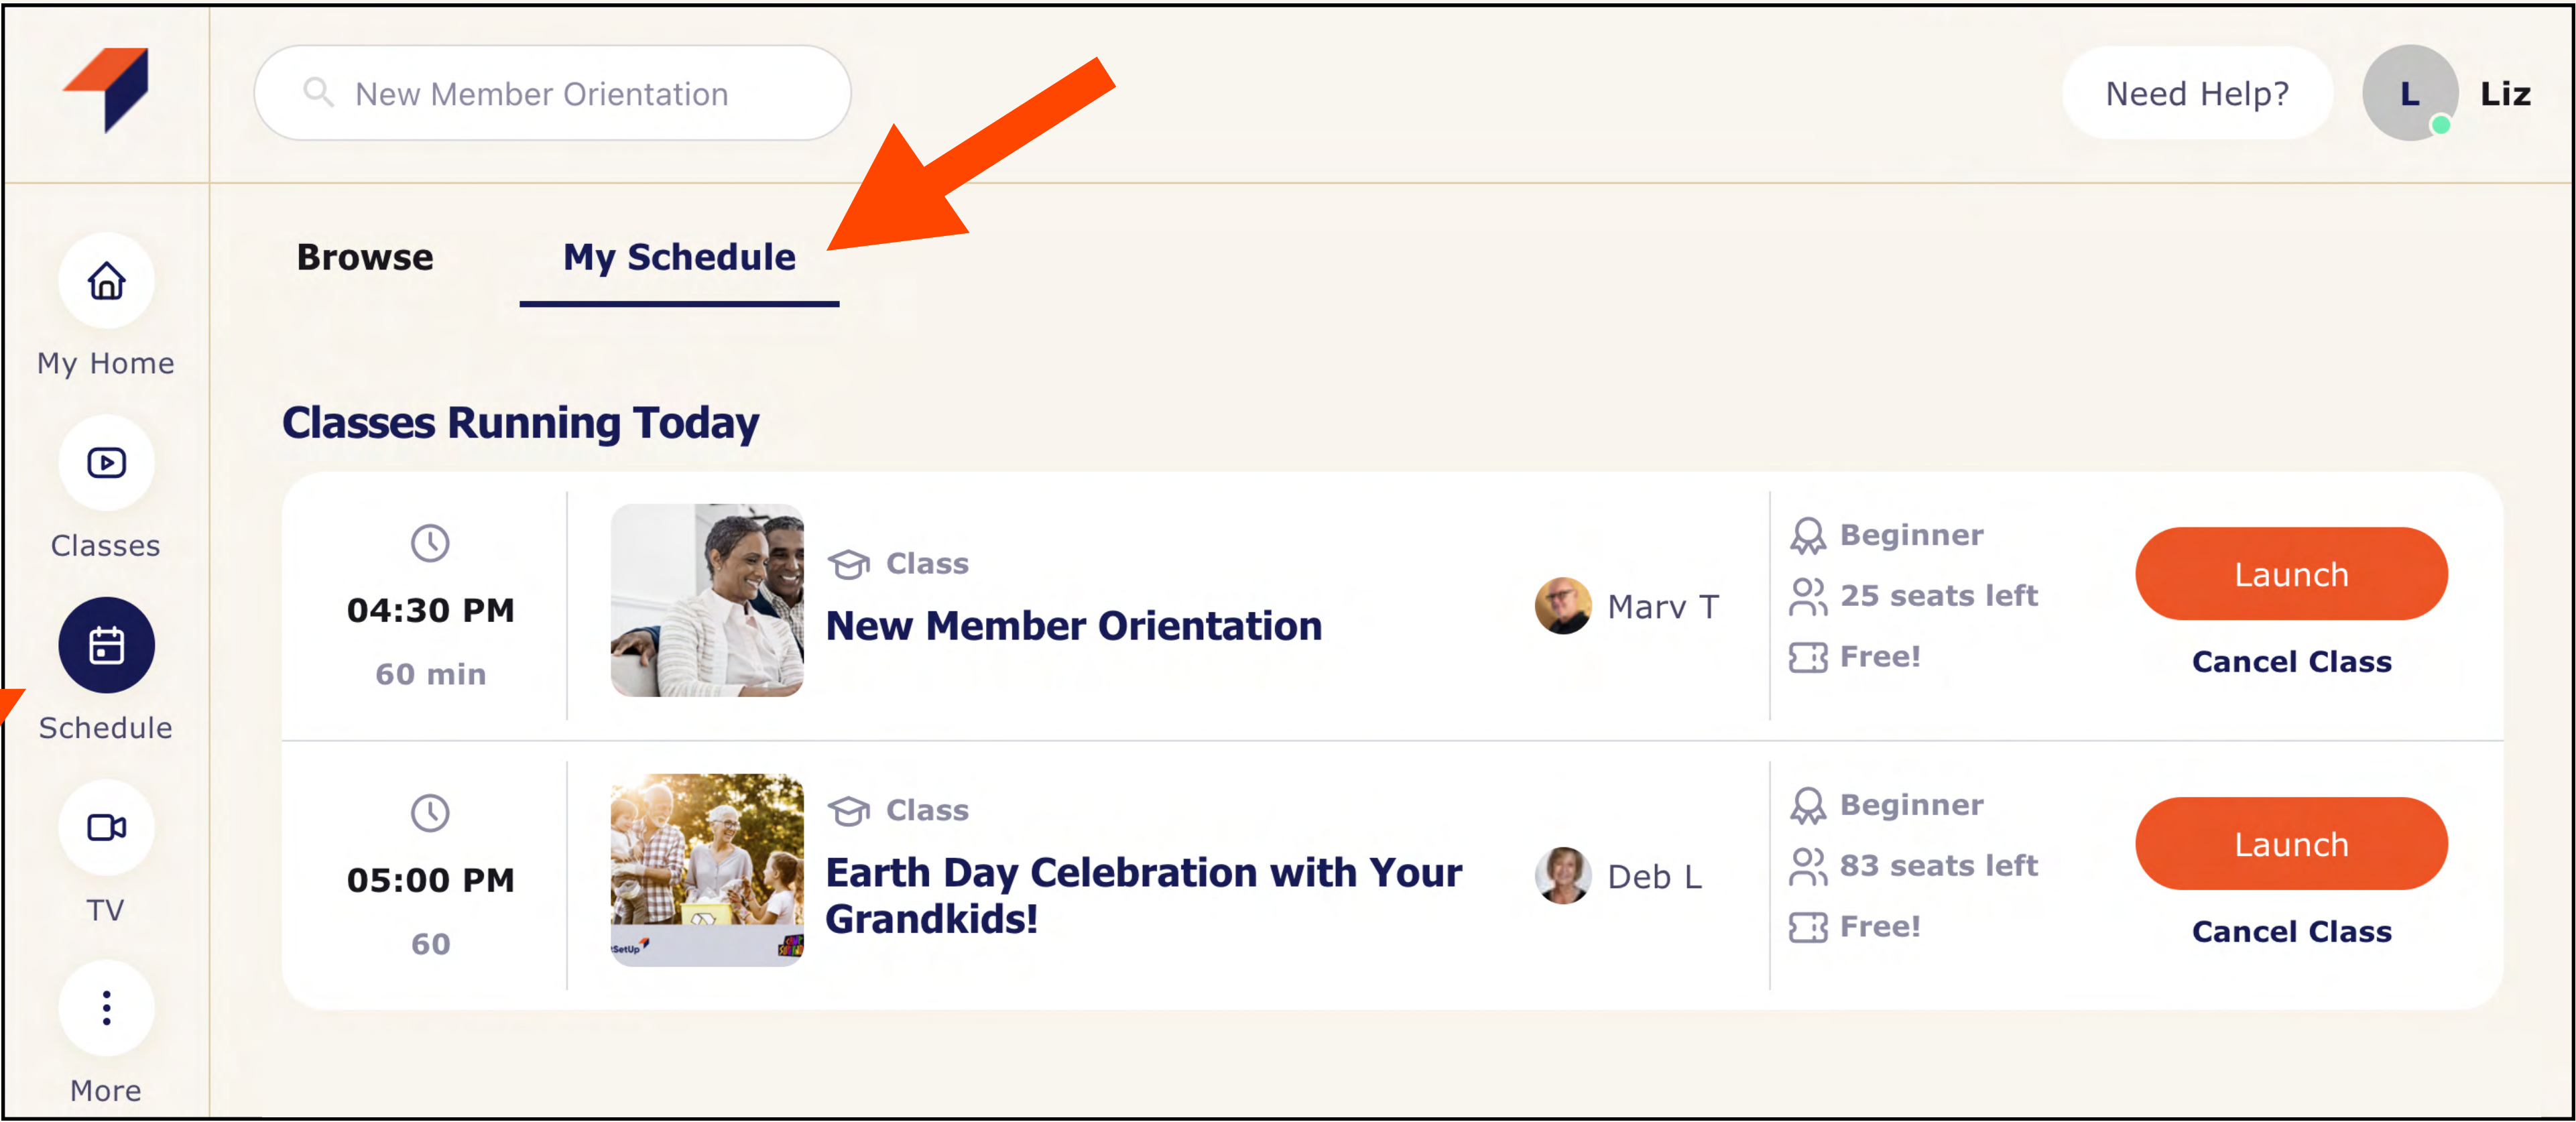 New Member Orientation
Need Help?
L
Liz
Browse
My Schedule
My Home
Classes
Schedule
TV
More
Classes Running Today
04:30 PM
60 min
Class
New Member Orientation
Marv T
Beginner
25 seats left
Free!
Launch
Cancel Class
05:00 PM
60
SetUp
Class
Earth Day Celebration with Your
Grandkids!
Deb L
Beginner
83 seats left
Free!
Launch
Cancel Class